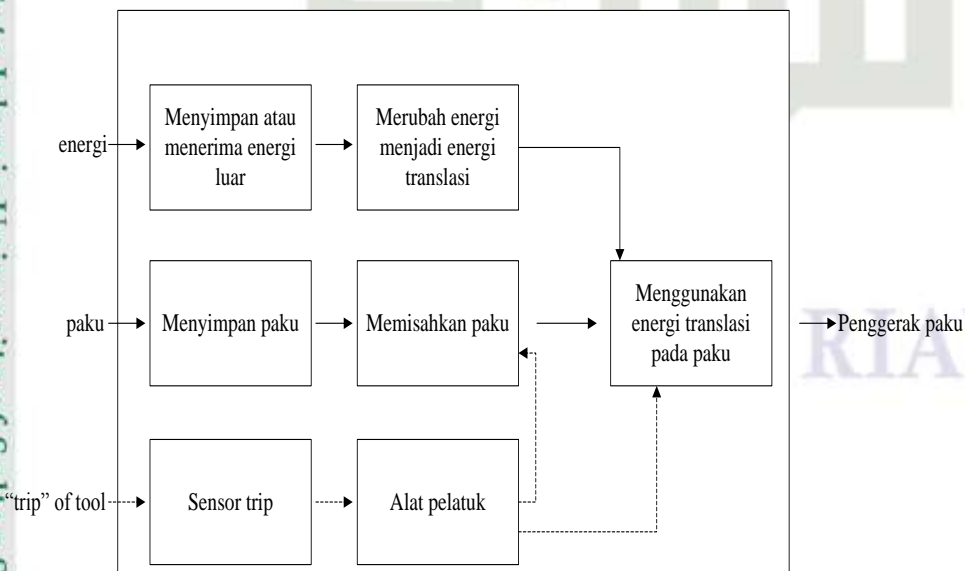 energi
Menyimpan atau
menerima energi
luar
Merubah energi
menjadi energi
translasi
paku
Menyimpan paku
Memisahkan paku
Menggunakan
energi translasi
pada paku
Penggerak paku
RIA
“trip” of tool
Sensor trip
Alat pelatuk